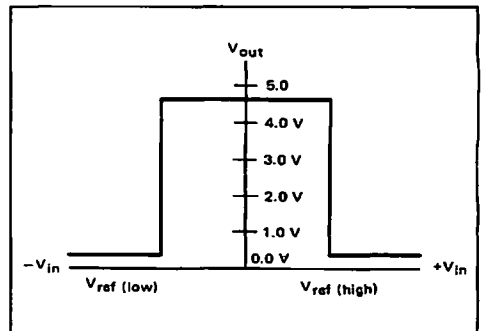 Vout
5.0
4.0 V
3.0 V
2.0 V
1.0 V
0.0 V
−Vin
+Vin
Vref (low)
Vref (high)